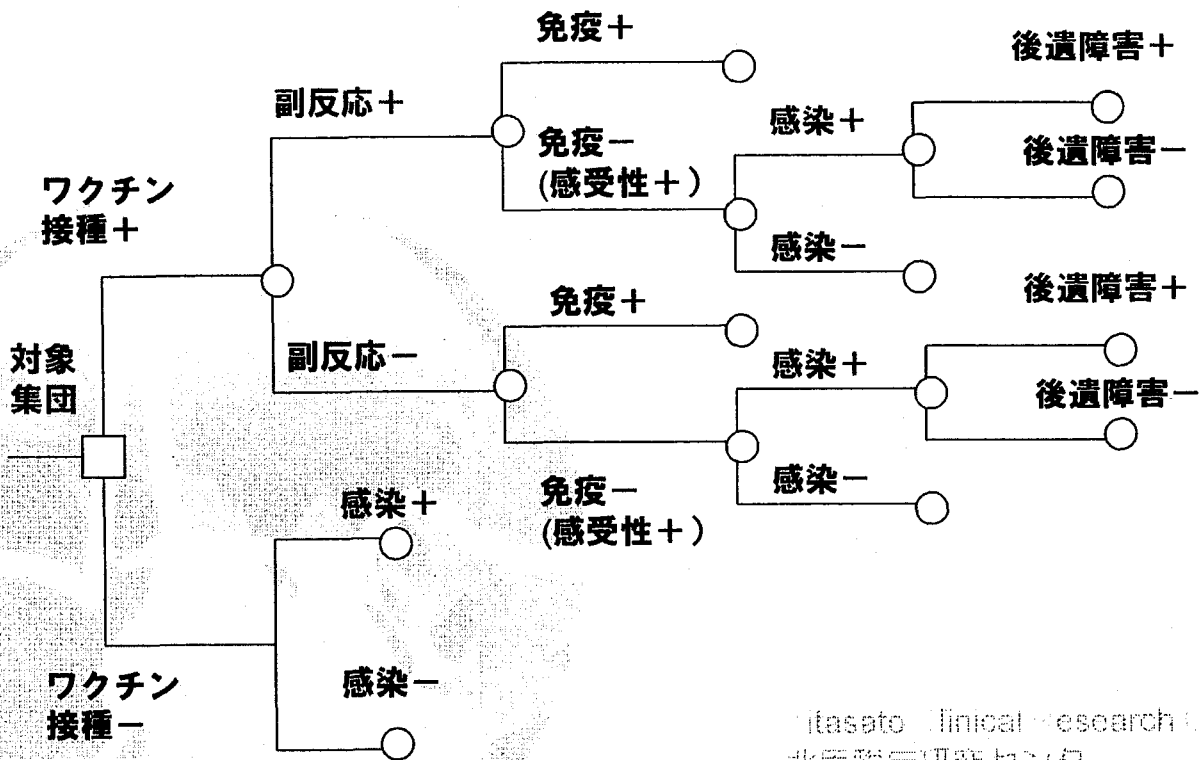 免疫＋
後遺障害＋
副反応＋
感染＋
免疫－
(感受性＋)
後遺障害－
ワクチン
接種＋
感染－
免疫＋
後遺障害＋
対象
集団
副反応－
感染＋
後遺障害－
感染－
免疫－
(感受性＋)
感染＋
ワクチン
接種－
感染－
linical